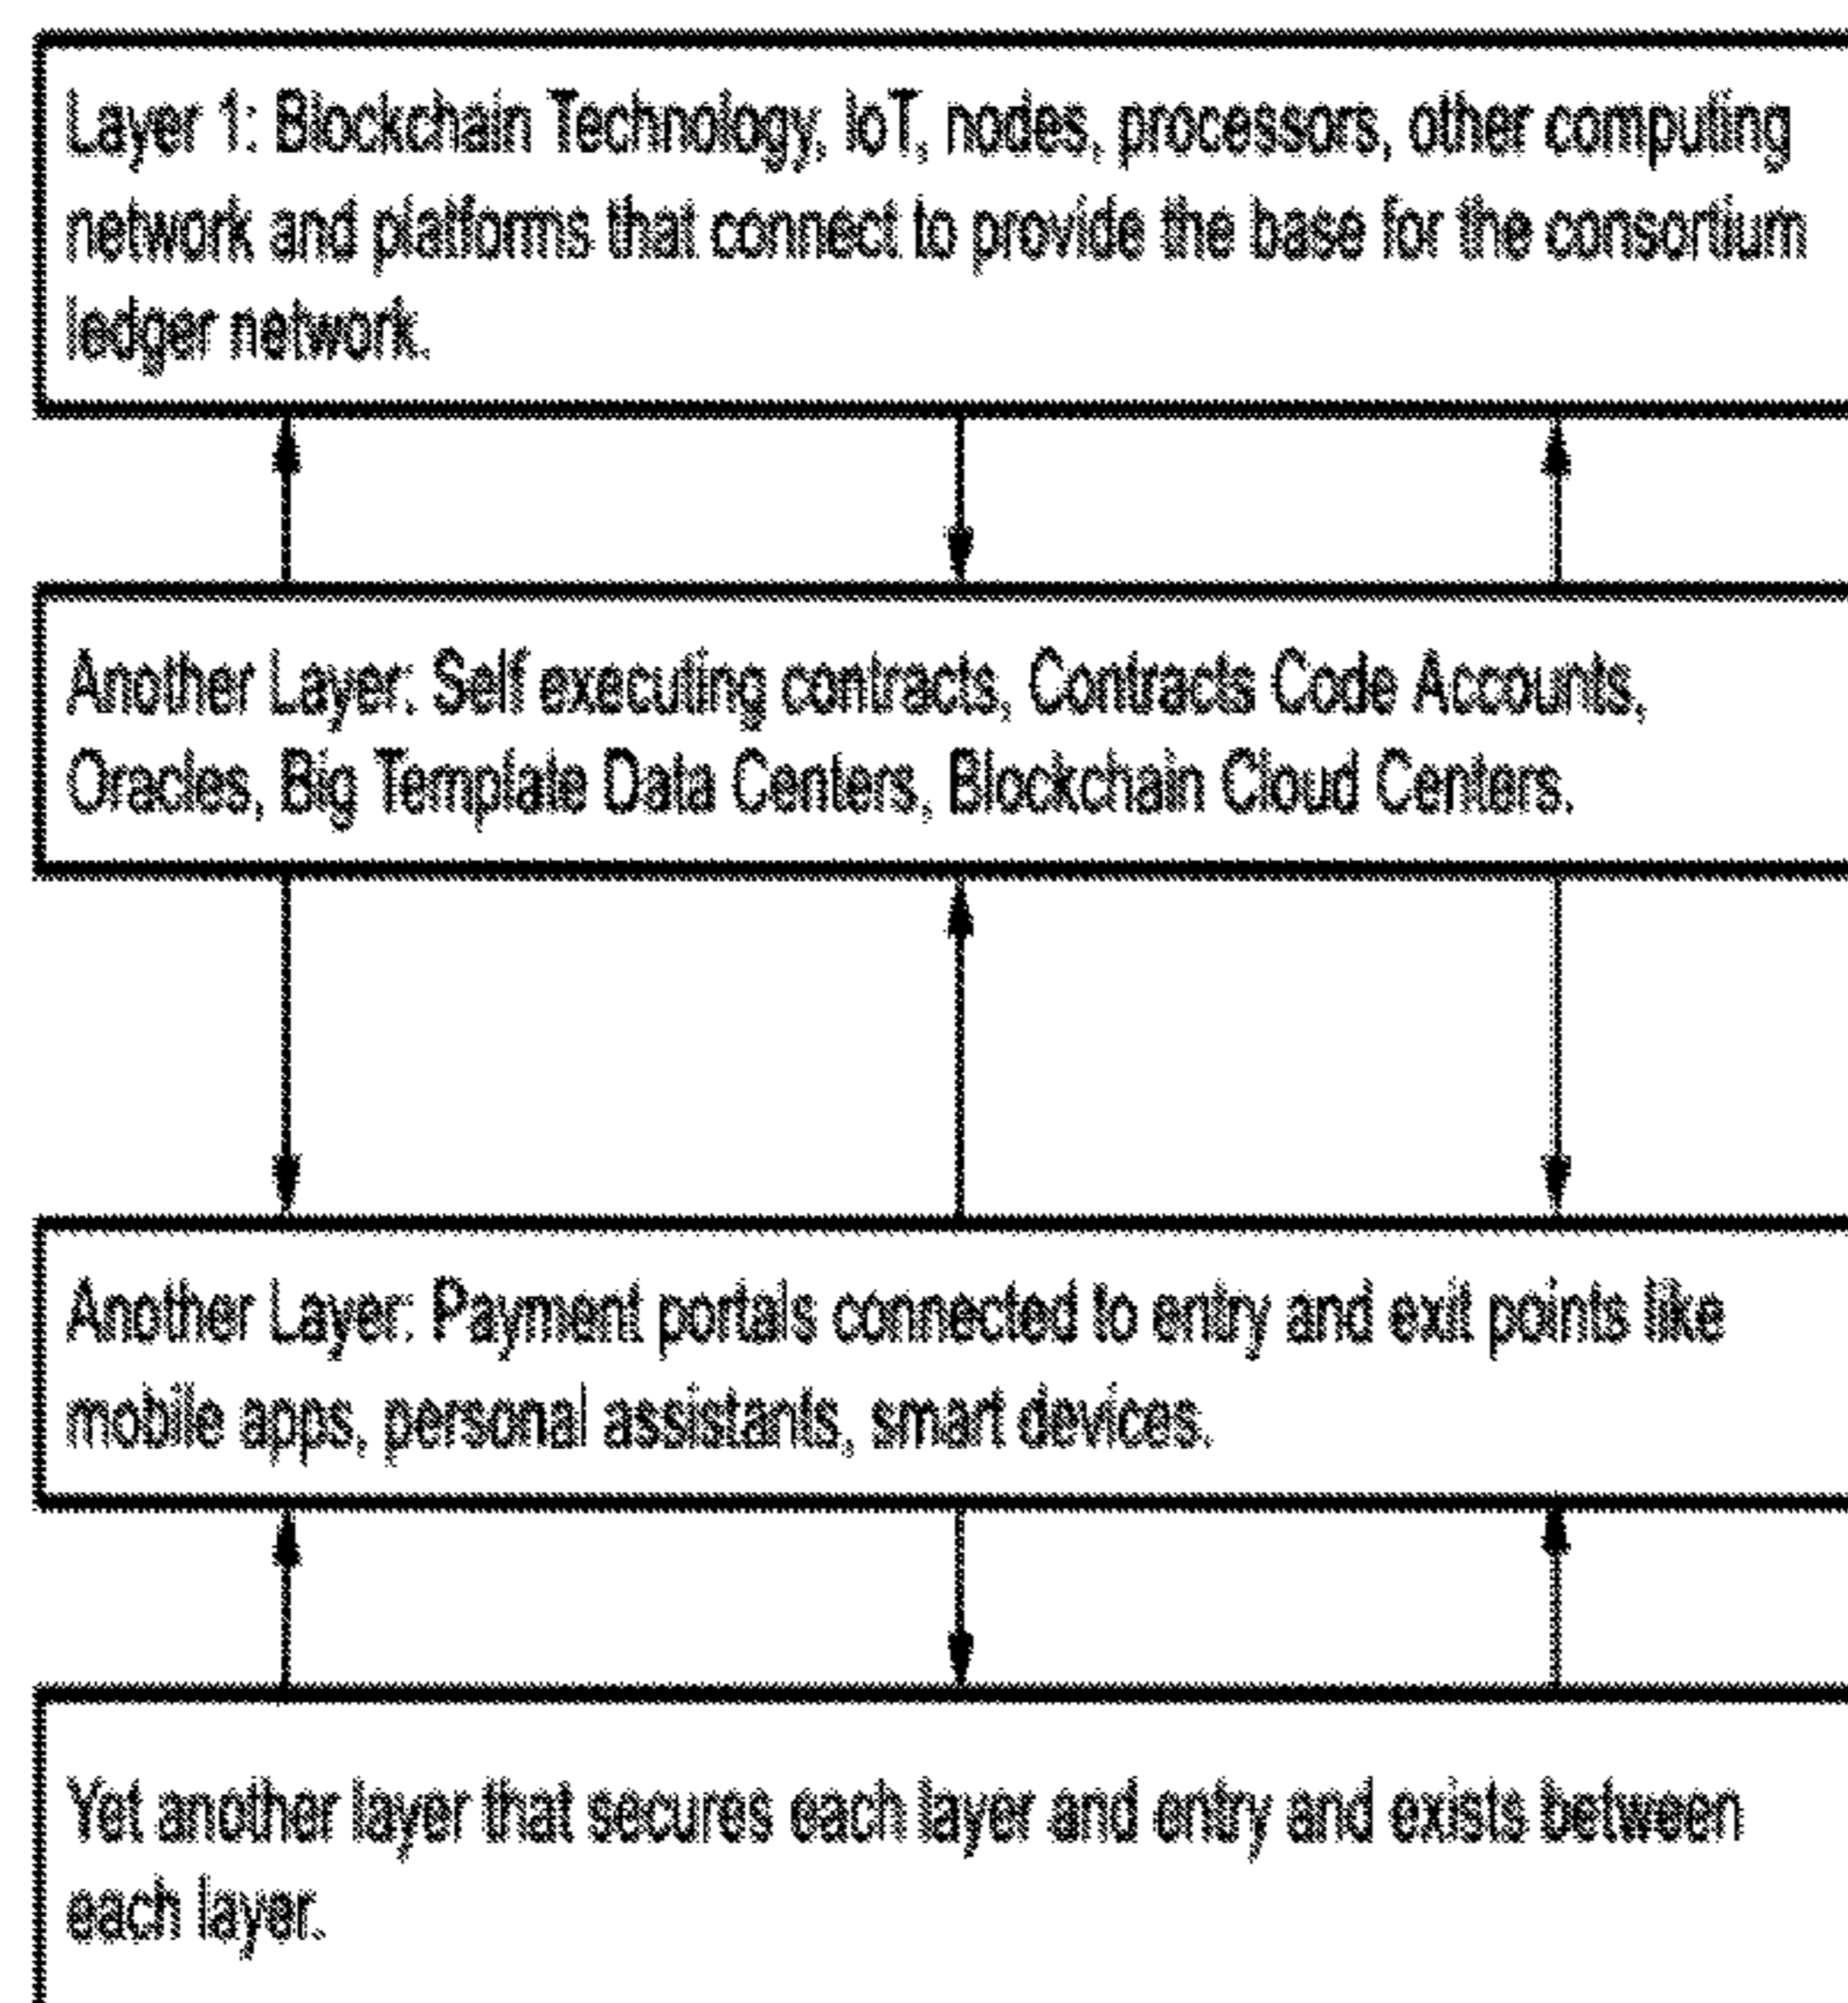 Layer 1: Blockchain Technology, IoT, nodes, processors, other computing
network and platforms that connect to provide the base for the consortium
ledger network.
Another Layer: Self executing contracts, Contracts Code Accounts,
Oracles, Big Template Data Centers, Blockchain Cloud Centers.
Another Layer: Payment portals connected to entry and exit points like
mobile apps, personal assistants, smart devices.
Yet another layer that secures each layer and entry and exists between
each layer.